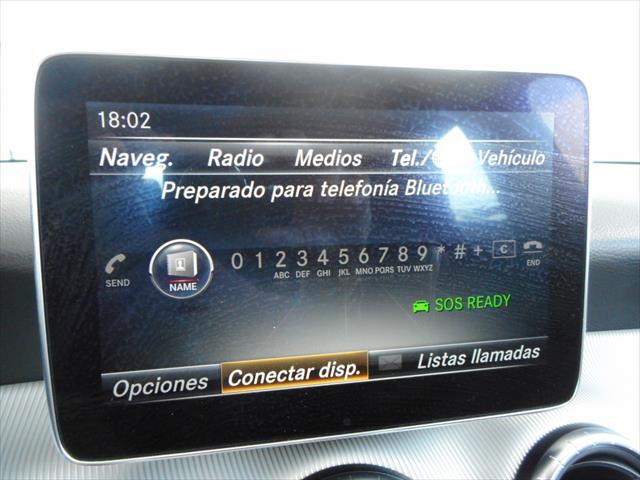 18:02
Naveg. Radio Medios Tel./ Vehículo
Preparado para telefonía Bluetooth...
0 1 2 3 4 5 6 7 8 9 * # + C
ABC DEF GHI JKL MNO PQRS TUV WXYZ
SEND NAME END
SOS READY
Opciones Conectar disp. Listas llamadas